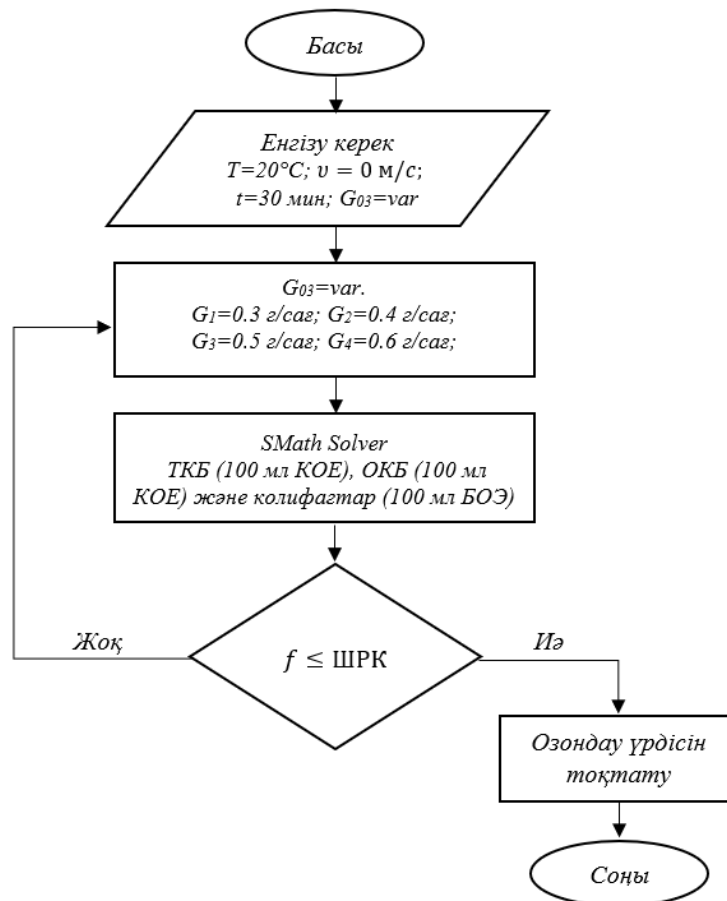 Басы
Енгізу керек
T=20°C; υ = 0 м/с;
t=30 мин; G03=var
G03=var.
G1=0.3 г/сағ; G2=0.4 г/сағ;
G3=0.5 г/сағ; G4=0.6 г/сағ;
SMath Solver
ТКБ (100 мл КОЕ), ОКБ (100 мл
КОЕ) және колифагтар (100 мл БОЭ)
Жоқ
f ≤ ШРК
Иә
Озондау үрдісін
тоқтату
Соңы